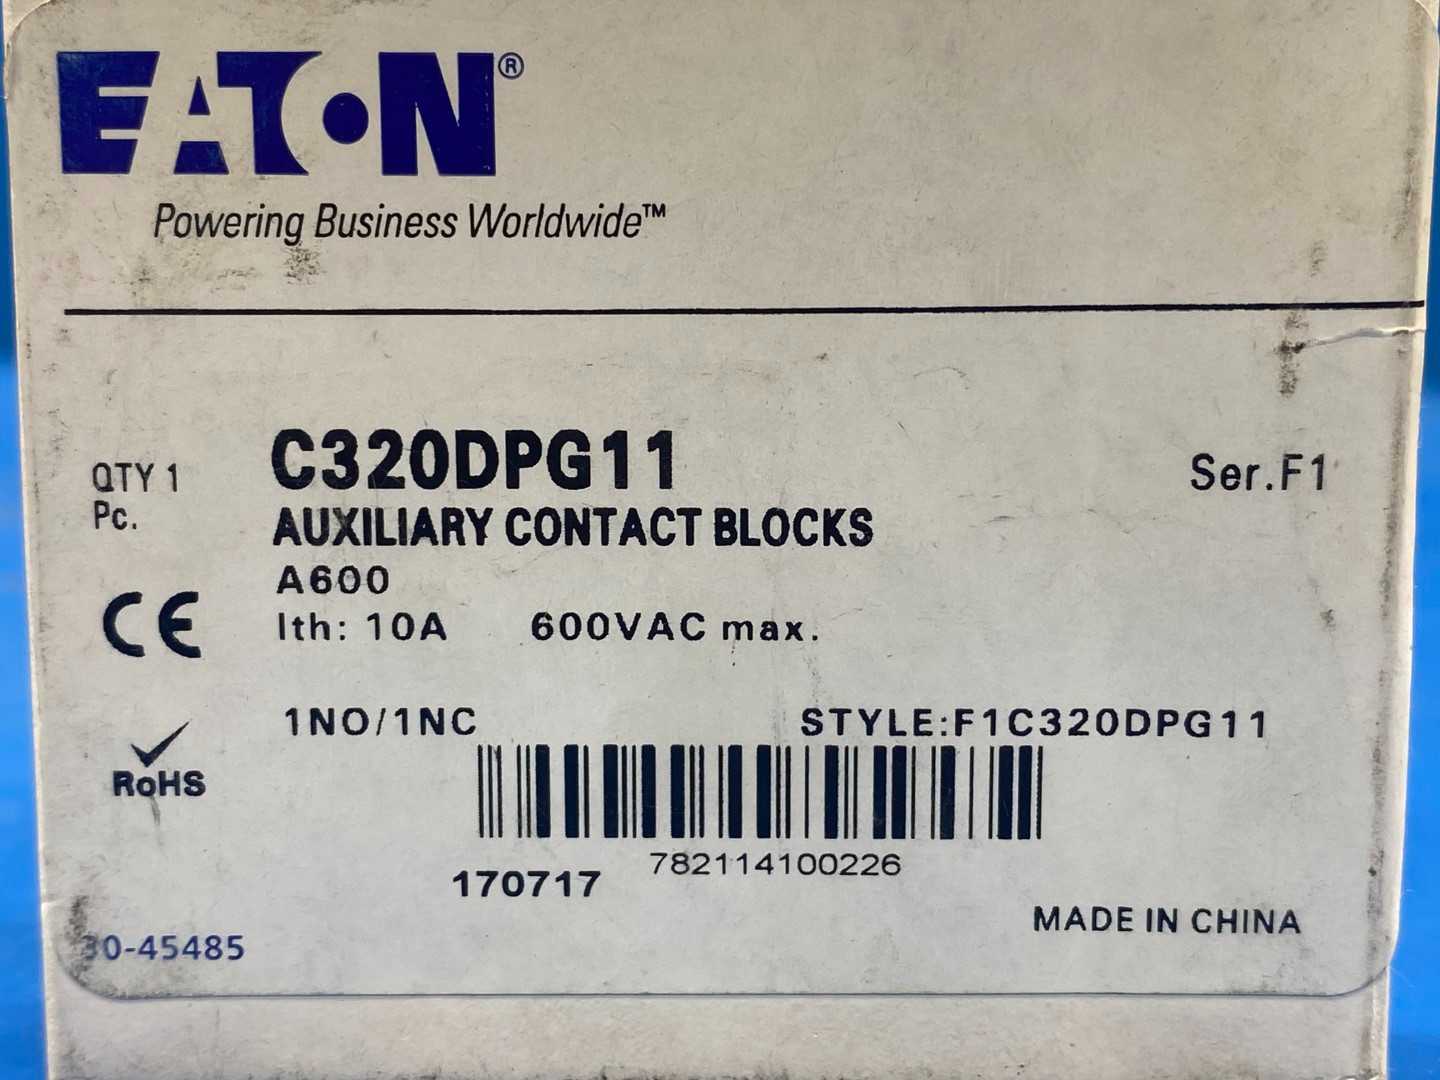 EATON®
Powering Business Worldwide™
QTY 1
Pc.
C320DPG11
Ser.F1
AUXILIARY CONTACT BLOCKS
A600
Ith: 10A 600VAC max.
CE
1NO/1NC STYLE:F1C320DPG11
RoHS
782114100226
170717
MADE IN CHINA
30-45485